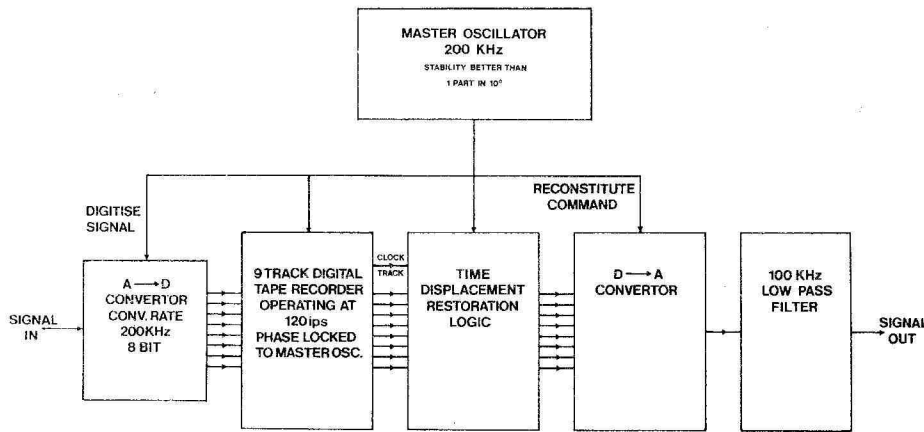 MASTER OSCILLATOR
200 KHz
STABILITY BETTER THAN
1 PART IN 10⁶
DIGITISE
SIGNAL
RECONSTITUTE
COMMAND
SIGNAL
IN
A → D
CONVERTOR
CONV. RATE
200KHz
8 BIT
9 TRACK DIGITAL
TAPE RECORDER
OPERATING AT
120ips
PHASE LOCKED
TO MASTER OSC.
CLOCK
TRACK
TIME
DISPLACEMENT
RESTORATION
LOGIC
D → A
CONVERTOR
100 KHz
LOW PASS
FILTER
SIGNAL
OUT